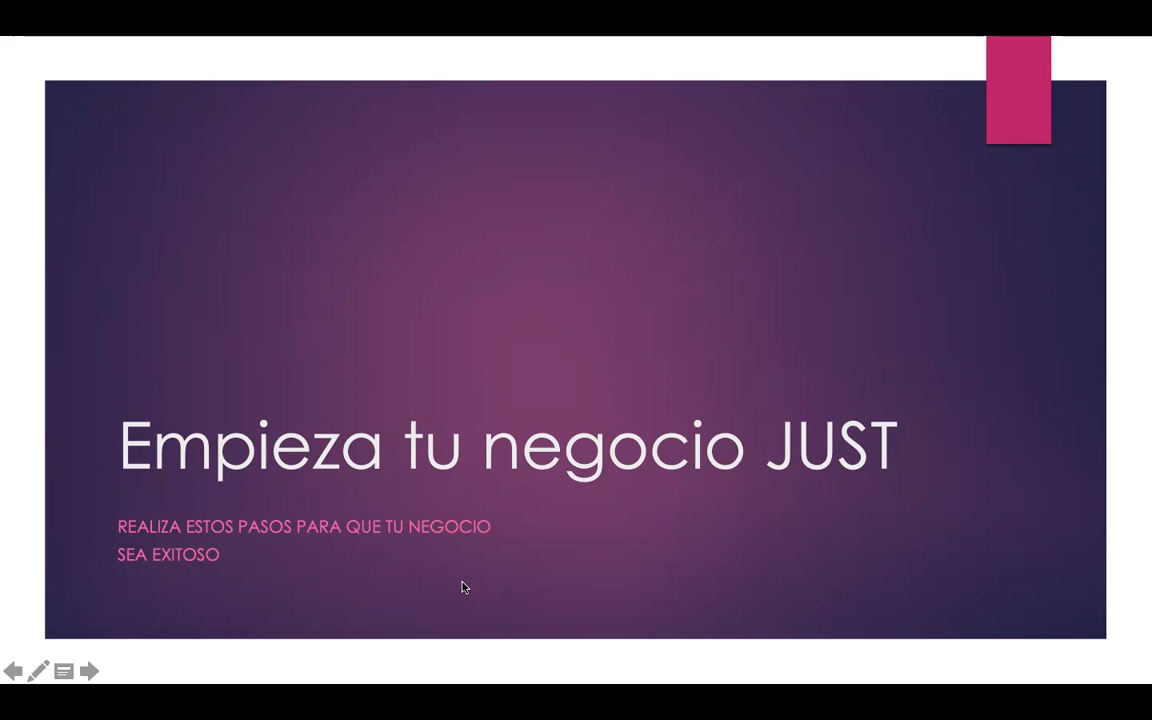 Empieza tu negocio JUST
REALIZA ESTOS PASOS PARA QUE TU NEGOCIO
SEA EXITOSO